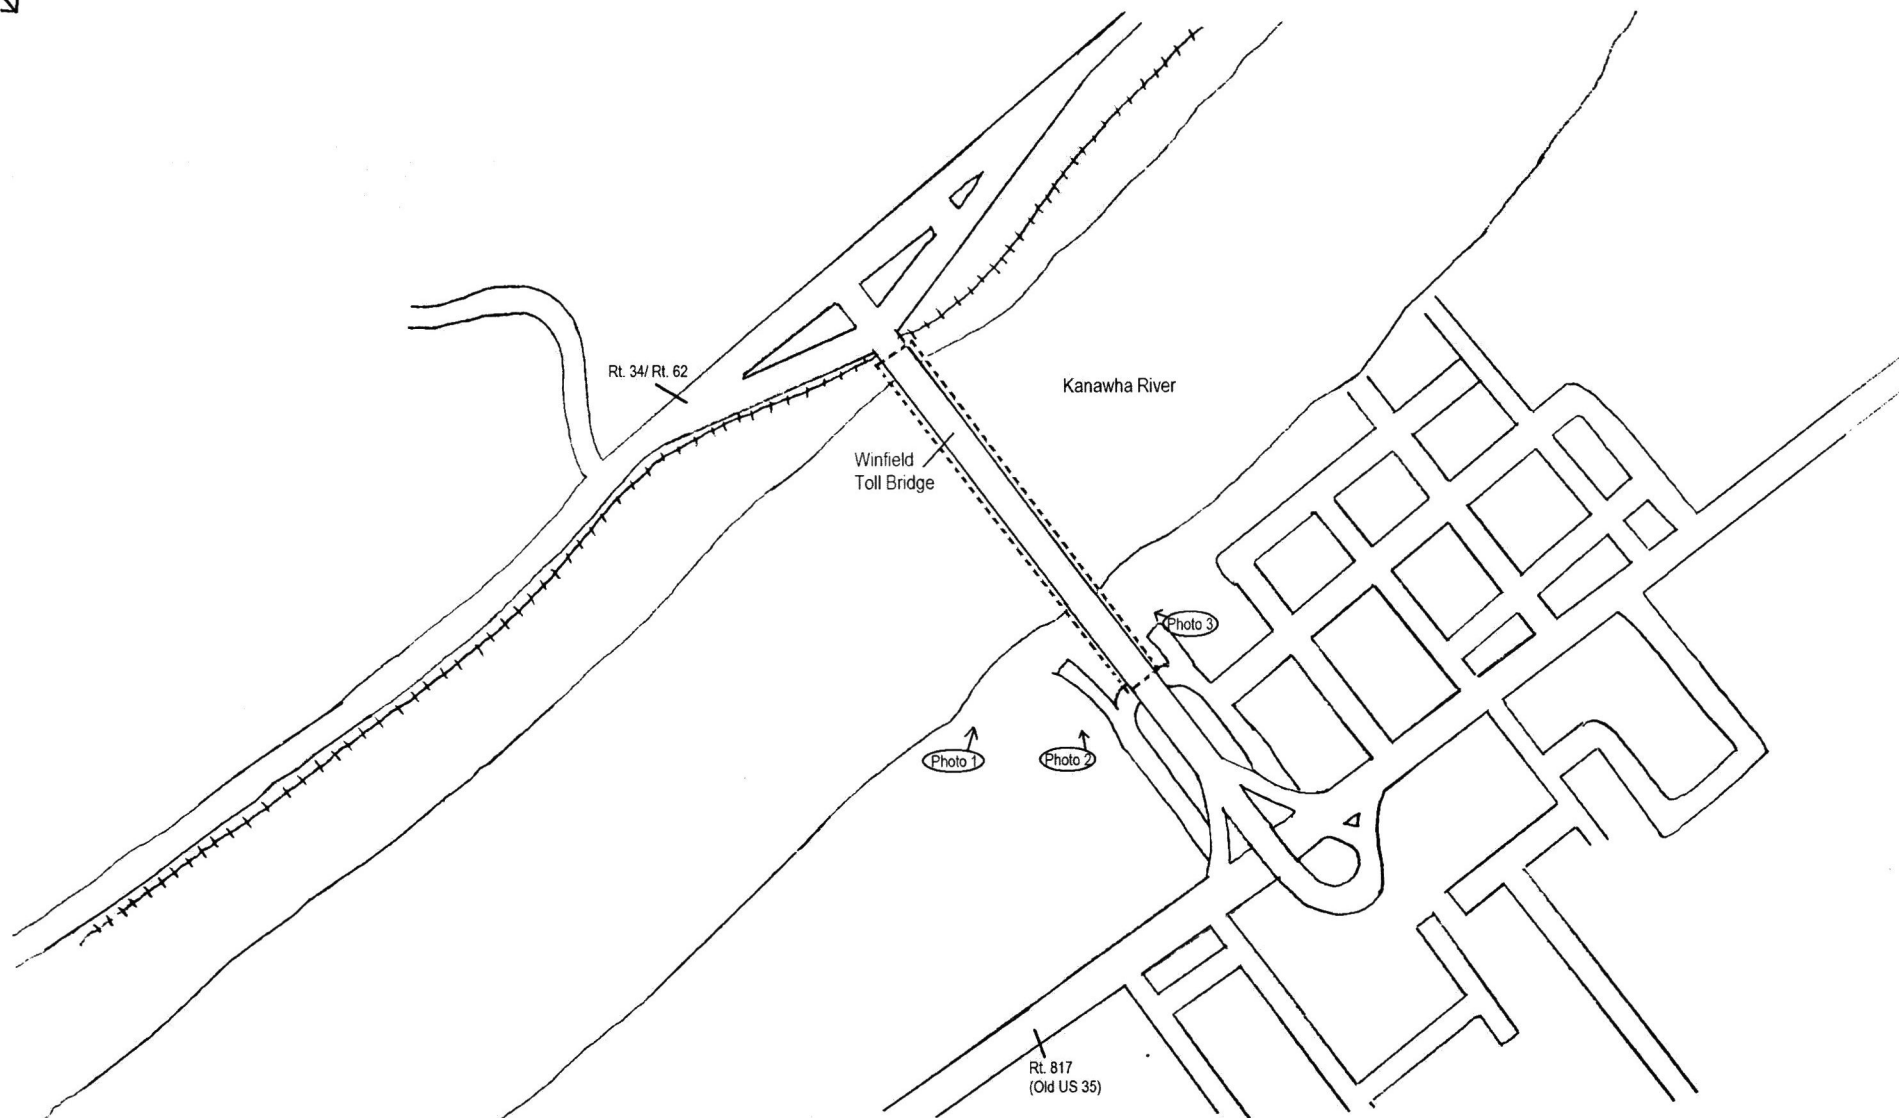 Rt. 34/ Rt. 62
Kanawha River
Winfield
Toll Bridge
Photo 3
Photo 1
Photo 2
Rt. 817
(Old US 35)